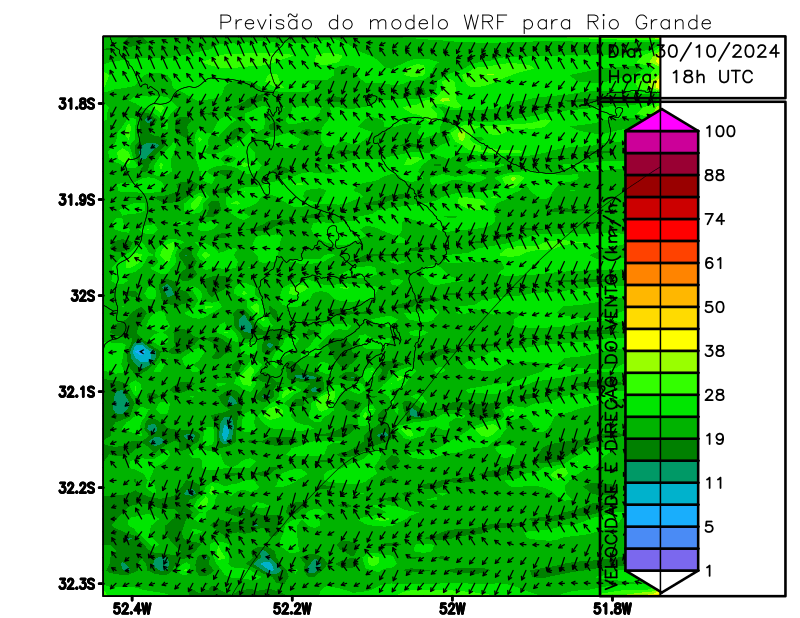 Previsão do modelo WRF para Rio Grande
Dia: 30/10/2024
Hora: 18h UTC
31.8S
31.9S
32S
32.1S
32.2S
32.3S
52.4W
52.2W
52W
51.8W
VELOCIDADE E DIREÇÃO DO VENTO (km/h)
100
88
74
61
50
38
28
19
11
5
1